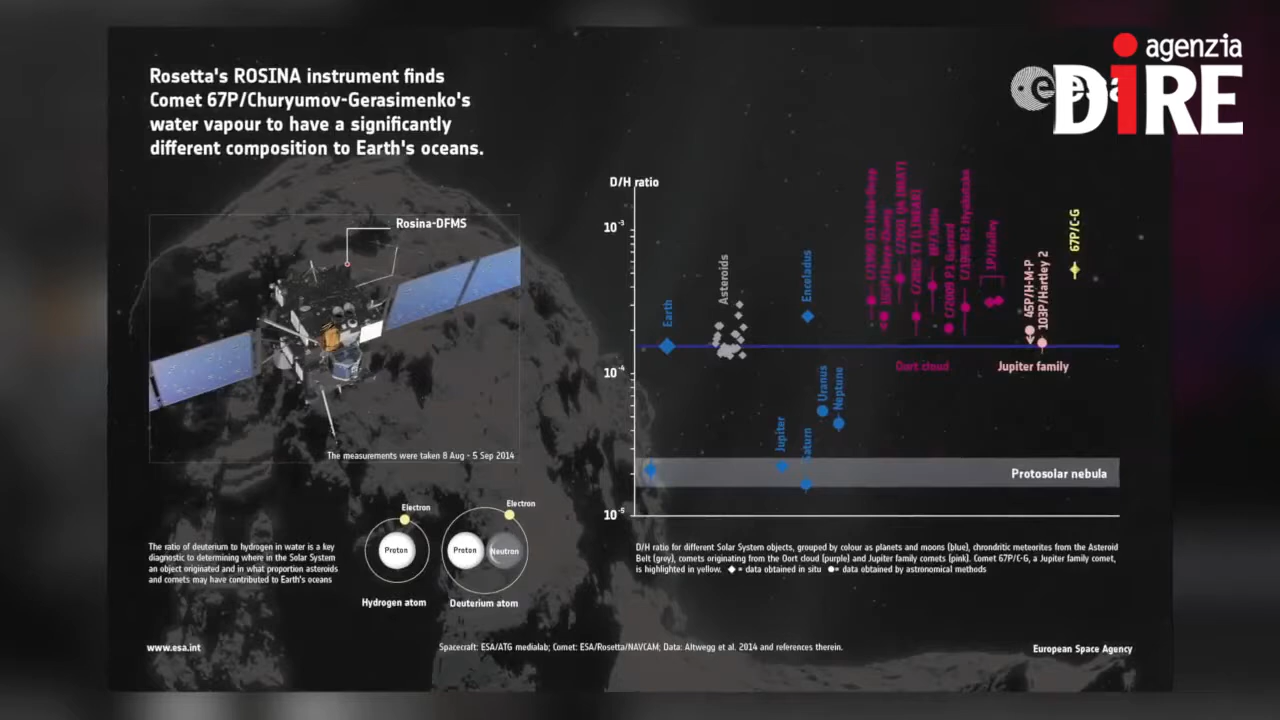 agenzia
DiRE
esa
Rosetta's ROSINA instrument finds
Comet 67P/Churyumov-Gerasimenko's
water vapour to have a significantly
different composition to Earth's oceans.
Rosina-DFMS
The measurements were taken 8 Aug - 5 Sep 2014
Electron
Electron
Proton
Proton
Neutron
Hydrogen atom
Deuterium atom
The ratio of deuterium to hydrogen in water is a key
diagnostic to determining where in the Solar System
an object originated and in what proportion asteroids
and comets may have contributed to Earth's oceans
D/H ratio
10-3
10-4
10-5
Earth
Asteroids
Enceladus
Jupiter
Saturn
Uranus
Neptune
C/2009 P1 Garrad
C/1996 B2 Hyakutake
1P/Halley
45P/H-M-P
103P/Hartley 2
67P/C-G
Oort cloud
Jupiter family
Protosolar nebula
D/H ratio for different Solar System objects, grouped by colour as planets and moons (blue), chrondritic meteorites from the Asteroid
Belt (grey), comets originating from the Oort cloud (purple) and Jupiter family comets (pink). Comet 67P/C-G, a Jupiter family comet,
is highlighted in yellow. ◆ = data obtained in situ ● = data obtained by astronomical methods
www.esa.int
Spacecraft: ESA/ATG medialab; Comet: ESA/Rosetta/NAVCAM; Data: Altwegg et al. 2014 and references therein.
European Space Agency